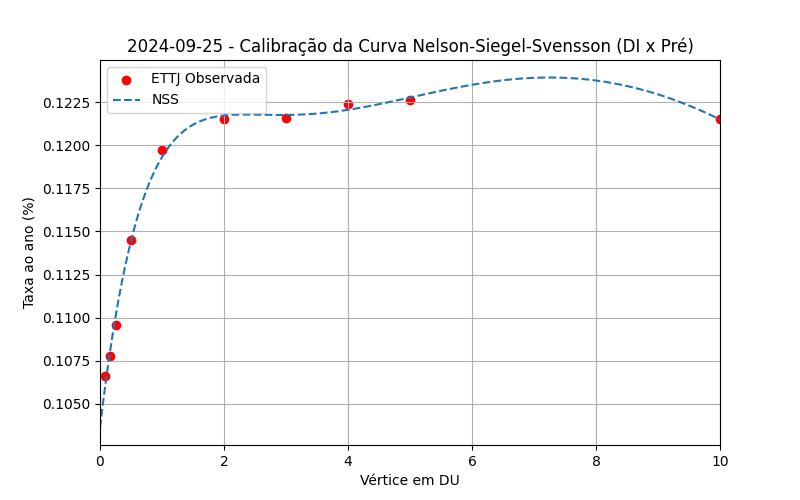 2024-09-25 - Calibração da Curva Nelson-Siegel-Svensson (DI x Pré)
ETTJ Observada
NSS
Taxa ao ano (%)
0.1225
0.1200
0.1175
0.1150
0.1125
0.1100
0.1075
0.1050
0 2 4 6 8 10
Vértice em DU